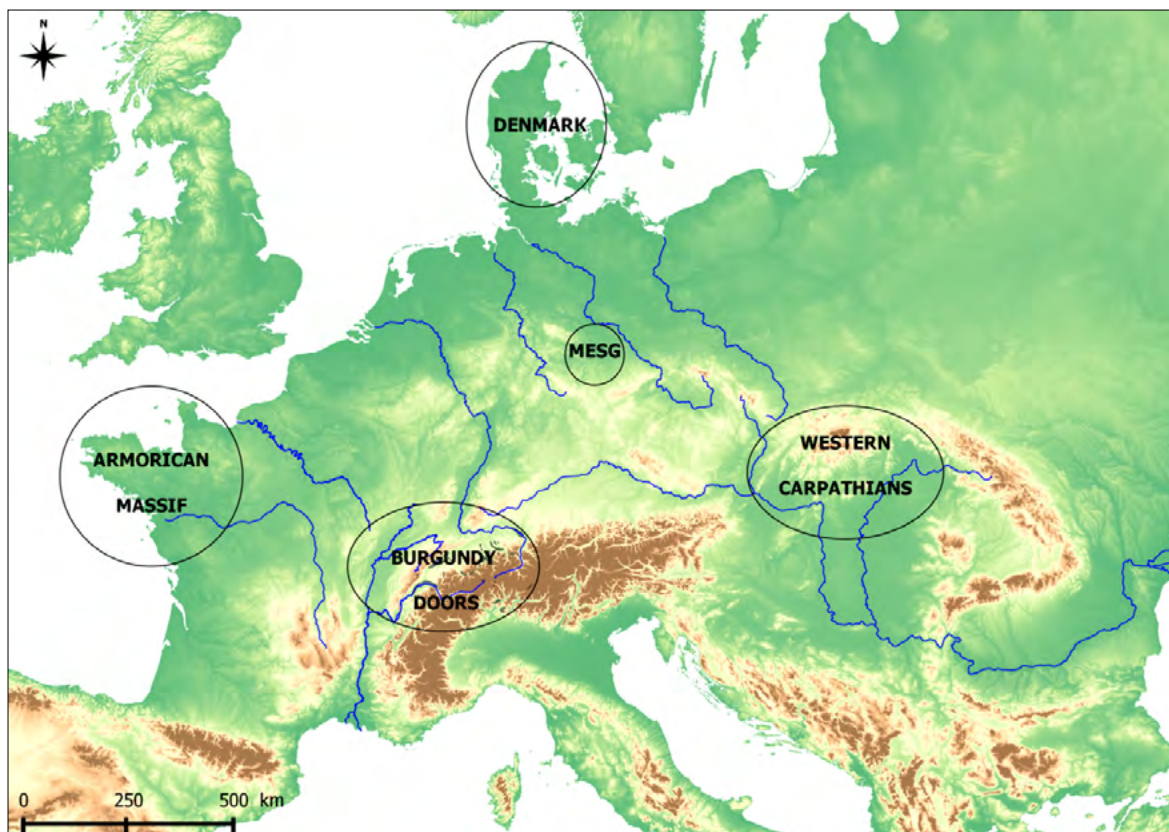 N
DENMARK
MESG
ARMORICAN
MASSIF
WESTERN
CARPATHIANS
BURGUNDY
DOORS
0 250 500 km